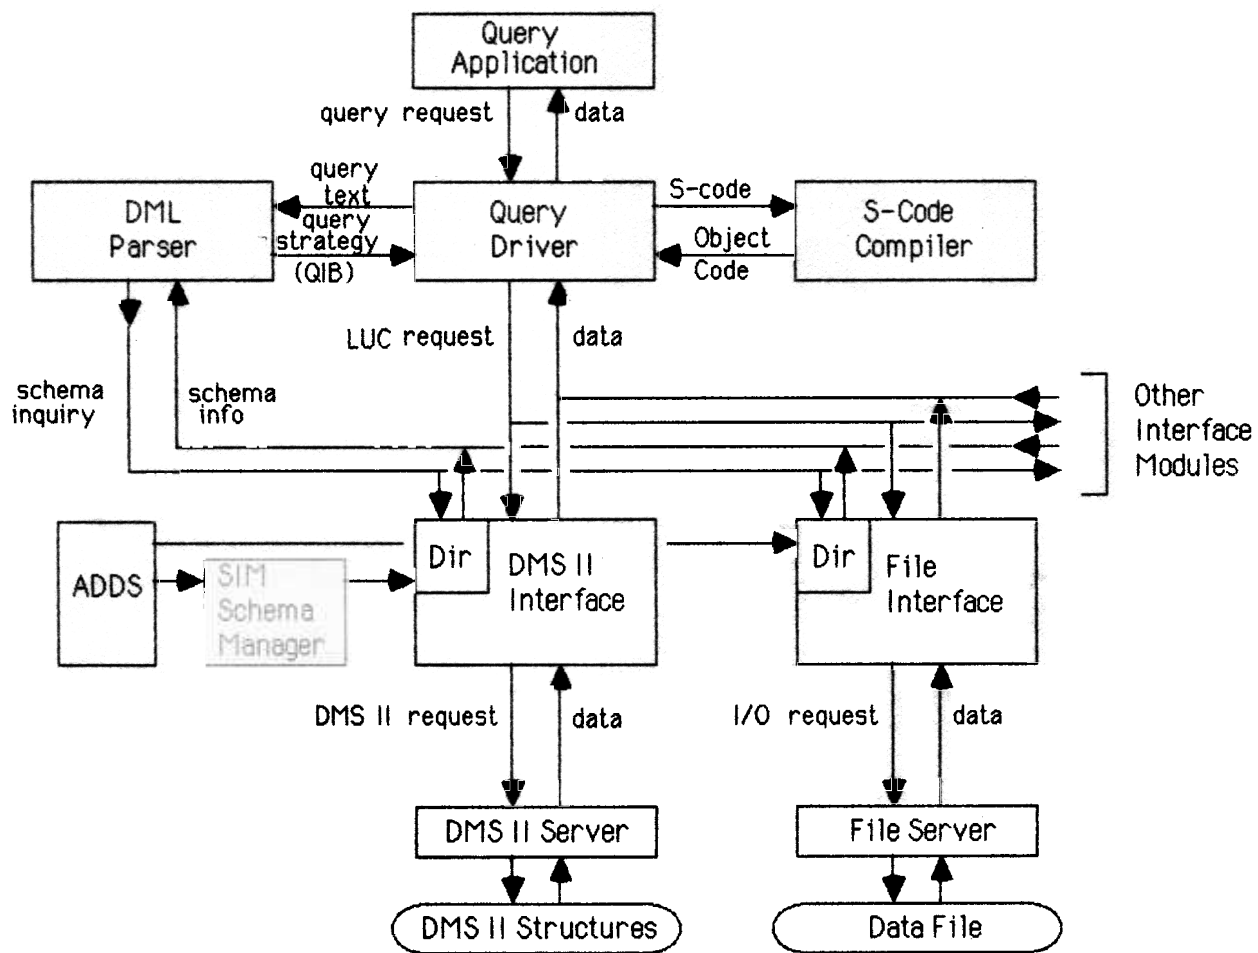 Query
Application
query request
data
query
text
DML
Parser
query
strategy
(QIB)
Query
Driver
S-code
Object
Code
S-Code
Compiler
LUC request
data
schema
inquiry
schema
info
Other
Interface
Modules
ADDS
SIM
Schema
Manager
Dir
DMS II
Interface
Dir
File
Interface
DMS II request
data
I/O request
data
DMS II Server
File Server
DMS II Structures
Data File